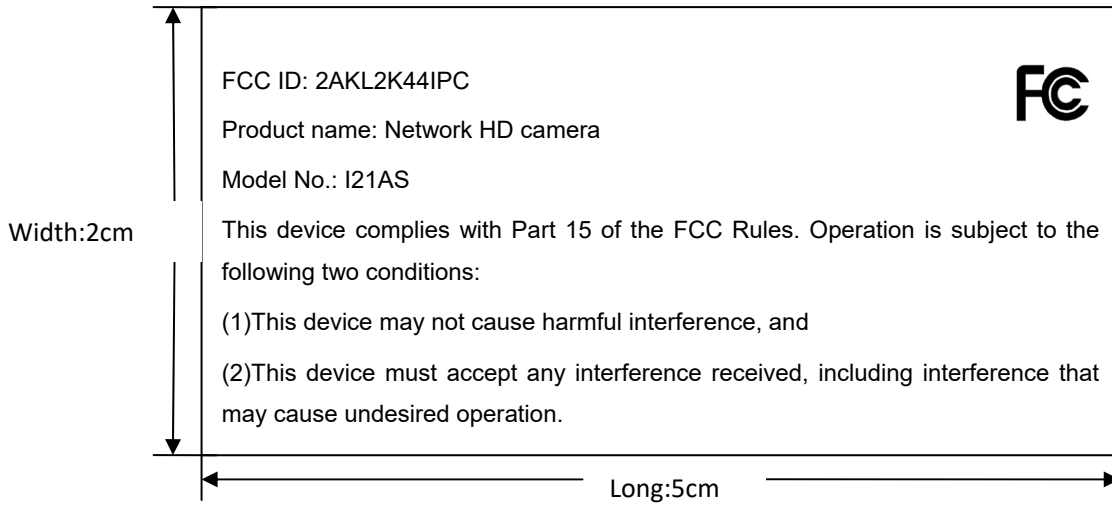 FCC ID: 2AKL2K44IPC
FC
Product name: Network HD camera
Model No.: I21AS
Width:2cm
This device complies with Part 15 of the FCC Rules. Operation is subject to the
following two conditions:
(1)This device may not cause harmful interference, and
(2)This device must accept any interference received, including interference that
may cause undesired operation.
Long:5cm